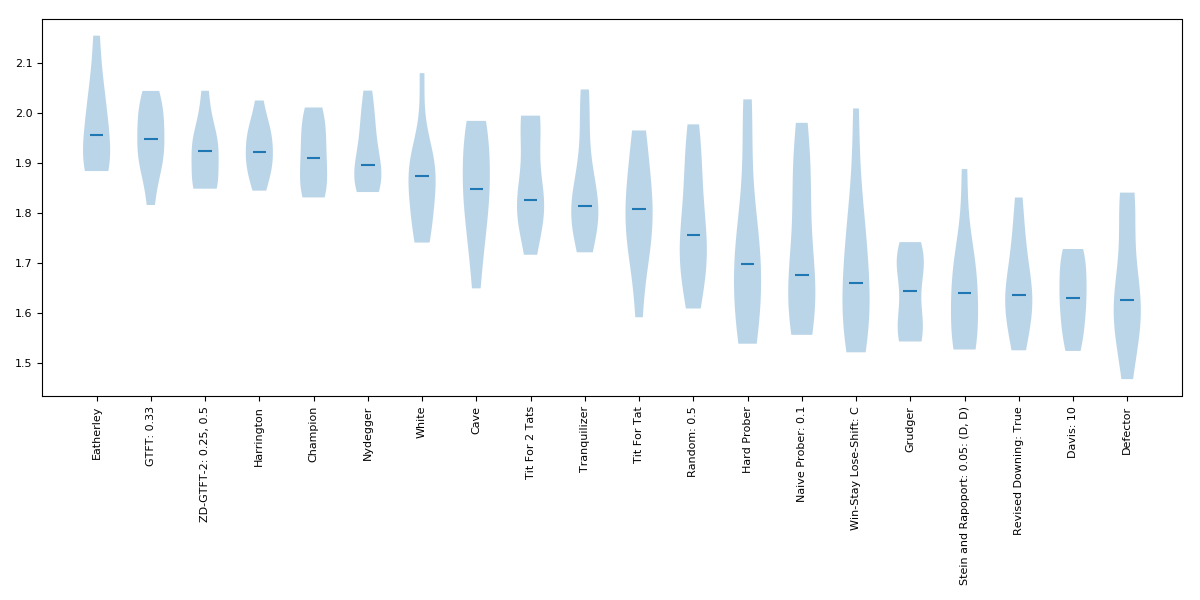 2.1
2.0
1.9
1.8
1.7
1.6
1.5
Eatherley
GTFT: 0.33
ZD-GTFT-2: 0.25, 0.5
Harrington
Champion
Nydegger
White
Cave
Tit For 2 Tats
Tranquilizer
Tit For Tat
Random: 0.5
Hard Prober
Naive Prober: 0.1
Win-Stay Lose-Shift: C
Grudger
Stein and Rapoport: 0.05: (D, D)
Revised Downing: True
Davis: 10
Defector